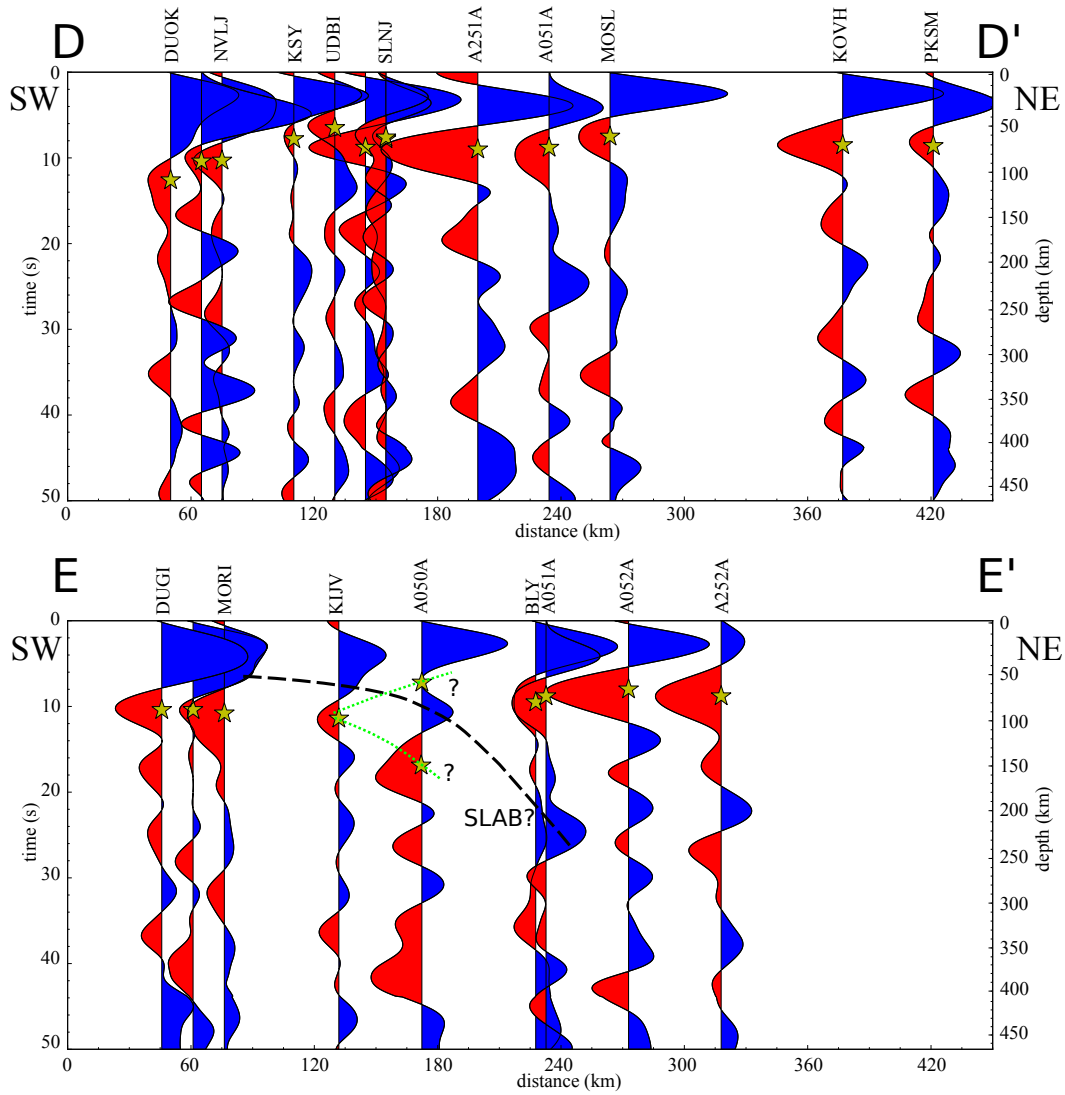 D D'
DUOK NVLJ KSY UDBI SLNJ A251A A051A MOSL KOVH PKSM
SW NE
0 10 20 30 40 50
time (s)
0 50 100 150 200 250 300 350 400 450
depth (km)
0 60 120 180 240 300 360 420
distance (km)
E E'
DUGI MORI KIJV A050A BLY A051A A052A A252A
SW NE
0 10 20 30 40 50
time (s)
0 50 100 150 200 250 300 350 400 450
depth (km)
?
?
SLAB?
0 60 120 180 240 300 360 420
distance (km)